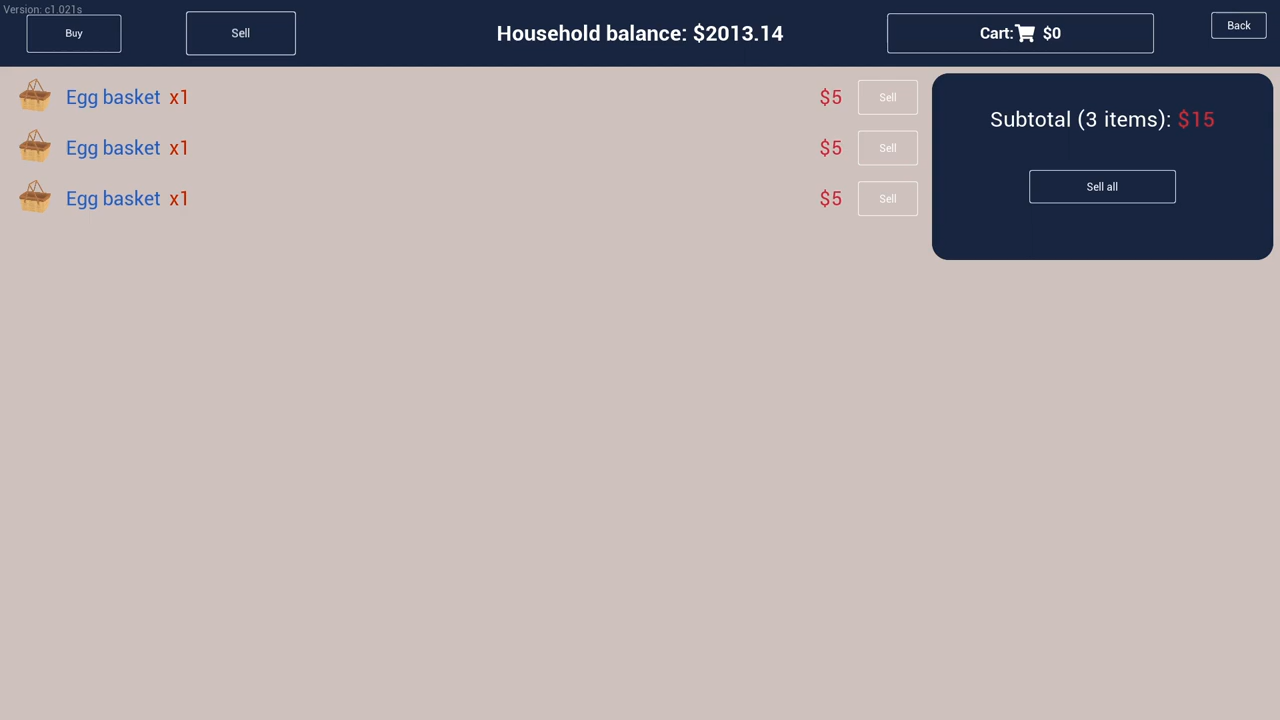 Version: c1.021s
Buy
Sell
Household balance: $2013.14
Cart: $0
Back
Egg basket x1 $5 Sell
Egg basket x1 $5 Sell
Egg basket x1 $5 Sell
Subtotal (3 items): $15
Sell all